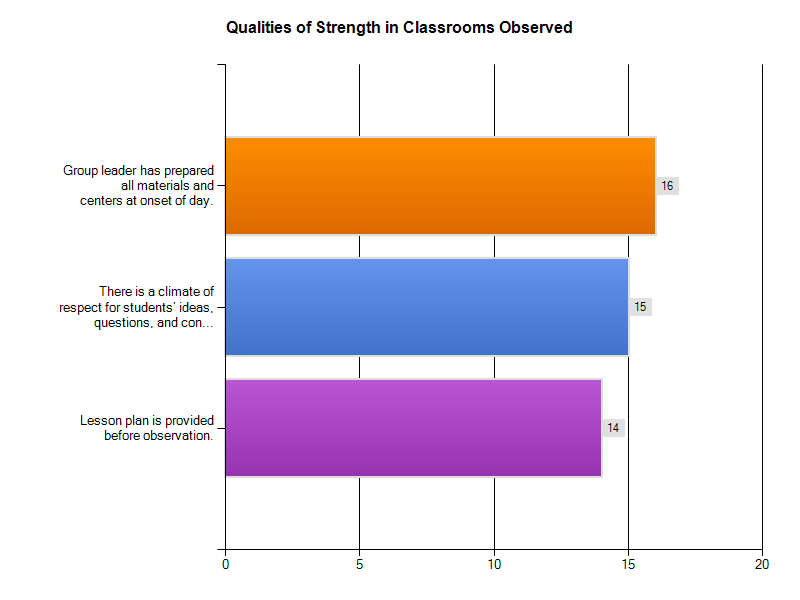 Qualities of Strength in Classrooms Observed
Group leader has prepared
all materials and
centers at onset of day.
16
There is a climate of
respect for students' ideas,
questions, and con...
15
Lesson plan is provided
before observation.
14
0 5 10 15 20